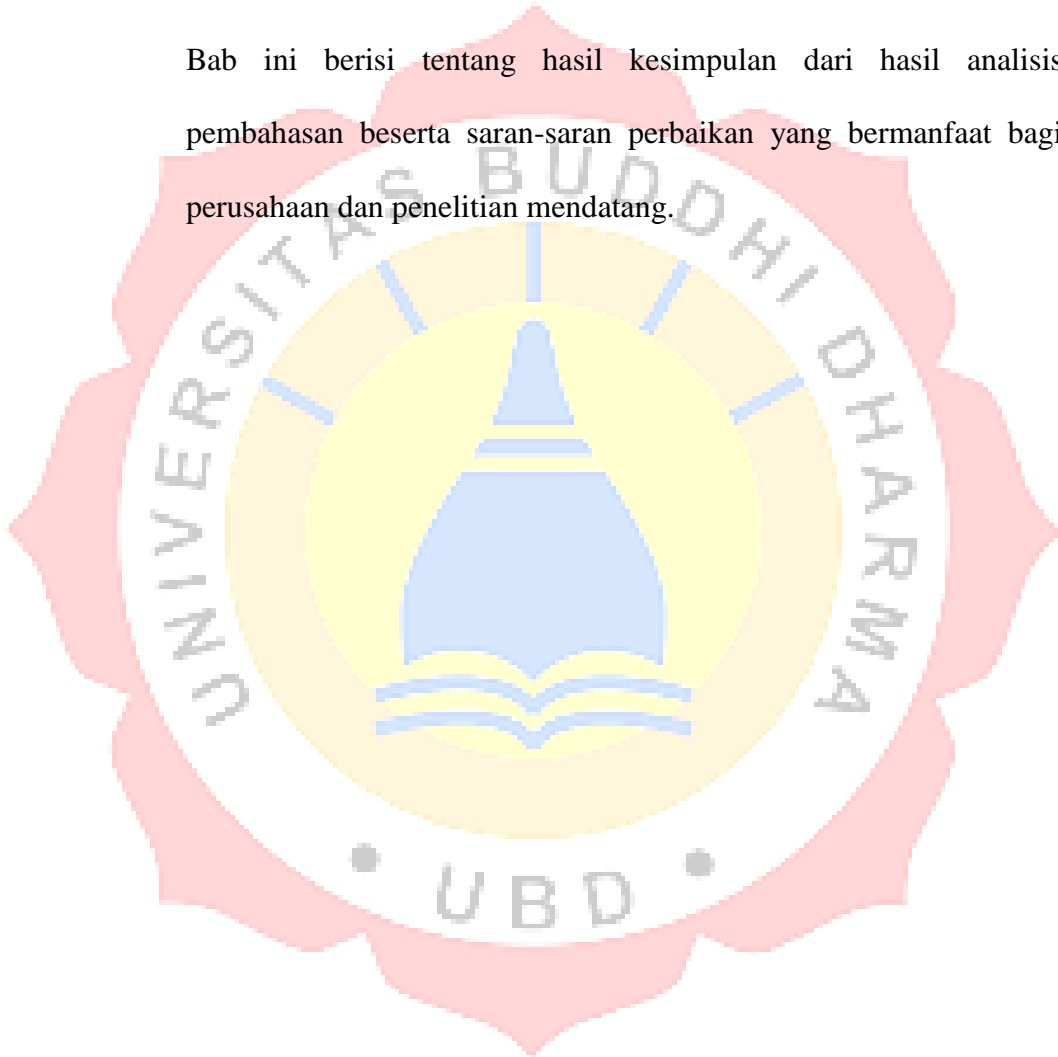 Bab ini berisi tentang hasil kesimpulan dari hasil analisis
pembahasan beserta saran-saran perbaikan yang bermanfaat bagi
perusahaan dan penelitian mendatang.
UNIVERSITAS BUDDHI DHARMA
• UBD •